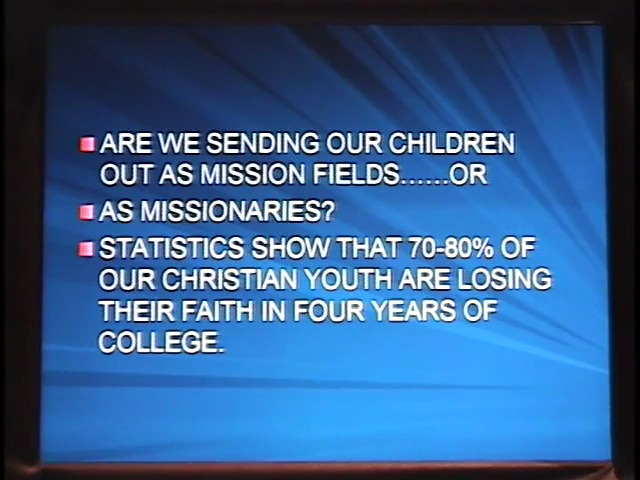 ARE WE SENDING OUR CHILDREN
OUT AS MISSION FIELDS......OR
AS MISSIONARIES?
STATISTICS SHOW THAT 70-80% OF
OUR CHRISTIAN YOUTH ARE LOSING
THEIR FAITH IN FOUR YEARS OF
COLLEGE.